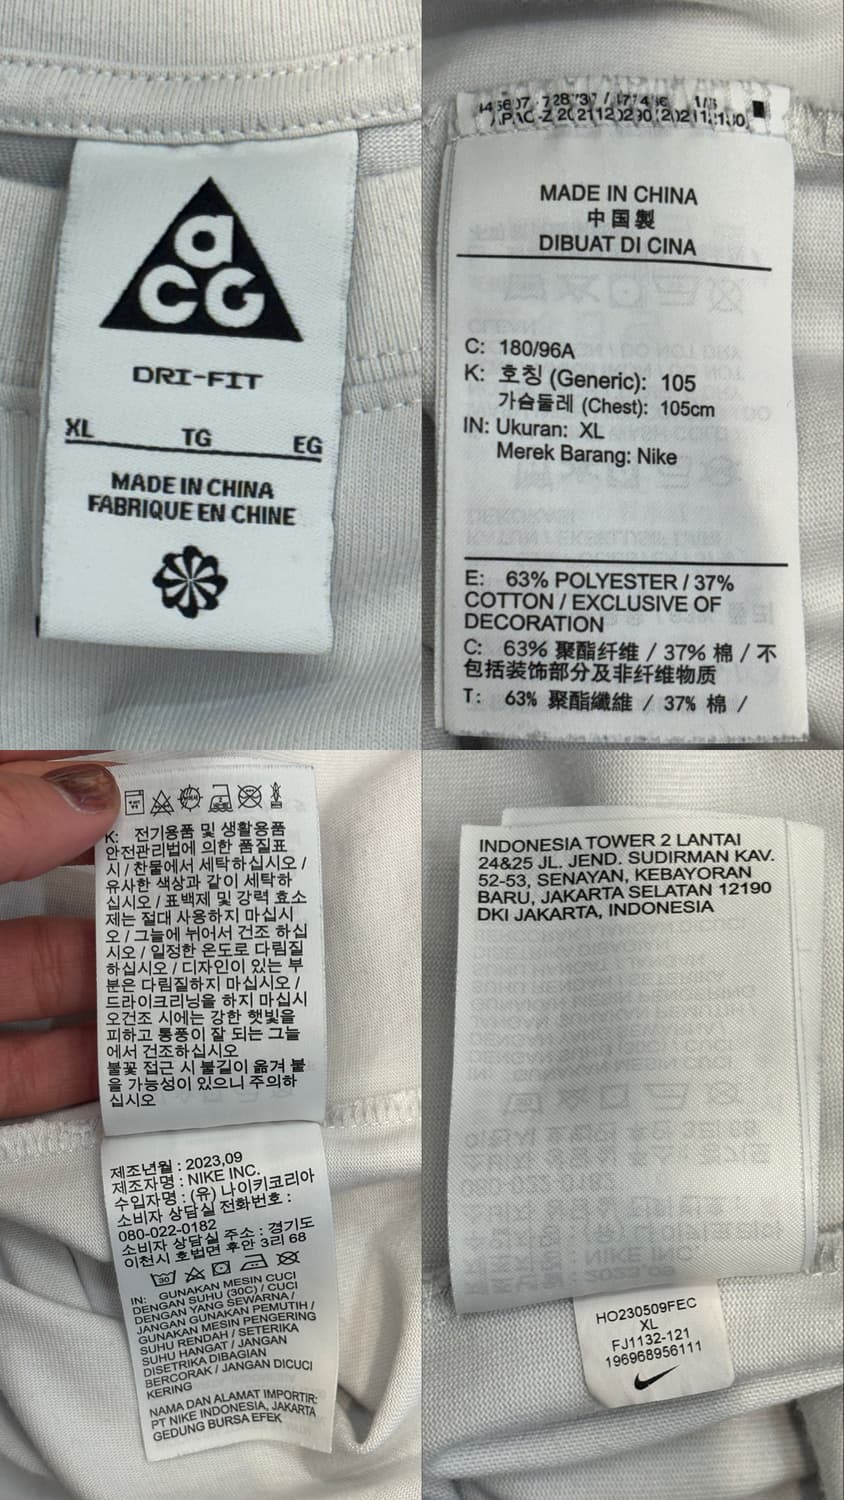 acG
DRI-FIT
XL TG EG
MADE IN CHINA
FABRIQUE EN CHINE
MADE IN CHINA
中国製
DIBUAT DI CINA
C: 180/96A
K: 호칭 (Generic): 105
가슴둘레 (Chest): 105cm
IN: Ukuran: XL
Merek Barang: Nike
E: 63% POLYESTER / 37%
COTTON / EXCLUSIVE OF
DECORATION
C: 63% 聚酯纤维 / 37% 棉 / 不
包括装饰部分及非纤维物质
T: 63% 聚酯纖維 / 37% 棉 /
K: 전기용품 및 생활용품
안전관리법에 의한 품질표
시 / 찬물에서 세탁하십시오 /
유사한 색상과 같이 세탁하
십시오 / 표백제 및 강력 효소
제는 절대 사용하지 마십시
오 / 그늘에 뉘어서 건조 하십
시오 / 일정한 온도로 다림질
하십시오 / 디자인이 있는 부
분은 다림질하지 마십시오 /
드라이크리닝을 하지 마십시
오건조 시에는 강한 햇빛을
피하고 통풍이 잘 되는 그늘
에서 건조하십시오
불꽃 접근 시 불길이 옮겨 붙
을 가능성이 있으니 주의하
십시오
제조년월 : 2023,09
제조자명 : NIKE INC.
수입자명 : (유) 나이키코리아
소비자 상담실 전화번호 :
080-022-0182
소비자 상담실 주소 : 경기도
이천시 호법면 후안 3리 68
30
IN: GUNAKAN MESIN CUCI
DENGAN SUHU (30C) / CUCI
DENGAN YANG SEWARNA /
JANGAN GUNAKAN PEMUTIH /
GUNAKAN MESIN PENGERING
SUHU RENDAH / SETERIKA
SUHU HANGAT / JANGAN
DISETRIKA DIBAGIAN
BERCORAK / JANGAN DICUCI
KERING
NAMA DAN ALAMAT IMPORTIR:
PT NIKE INDONESIA, JAKARTA
GEDUNG BURSA EFEK
INDONESIA TOWER 2 LANTAI
24&25 JL. JEND. SUDIRMAN KAV.
52-53, SENAYAN, KEBAYORAN
BARU, JAKARTA SELATAN 12190
DKI JAKARTA, INDONESIA
HO230509FEC
XL
FJ1132-121
196968956111